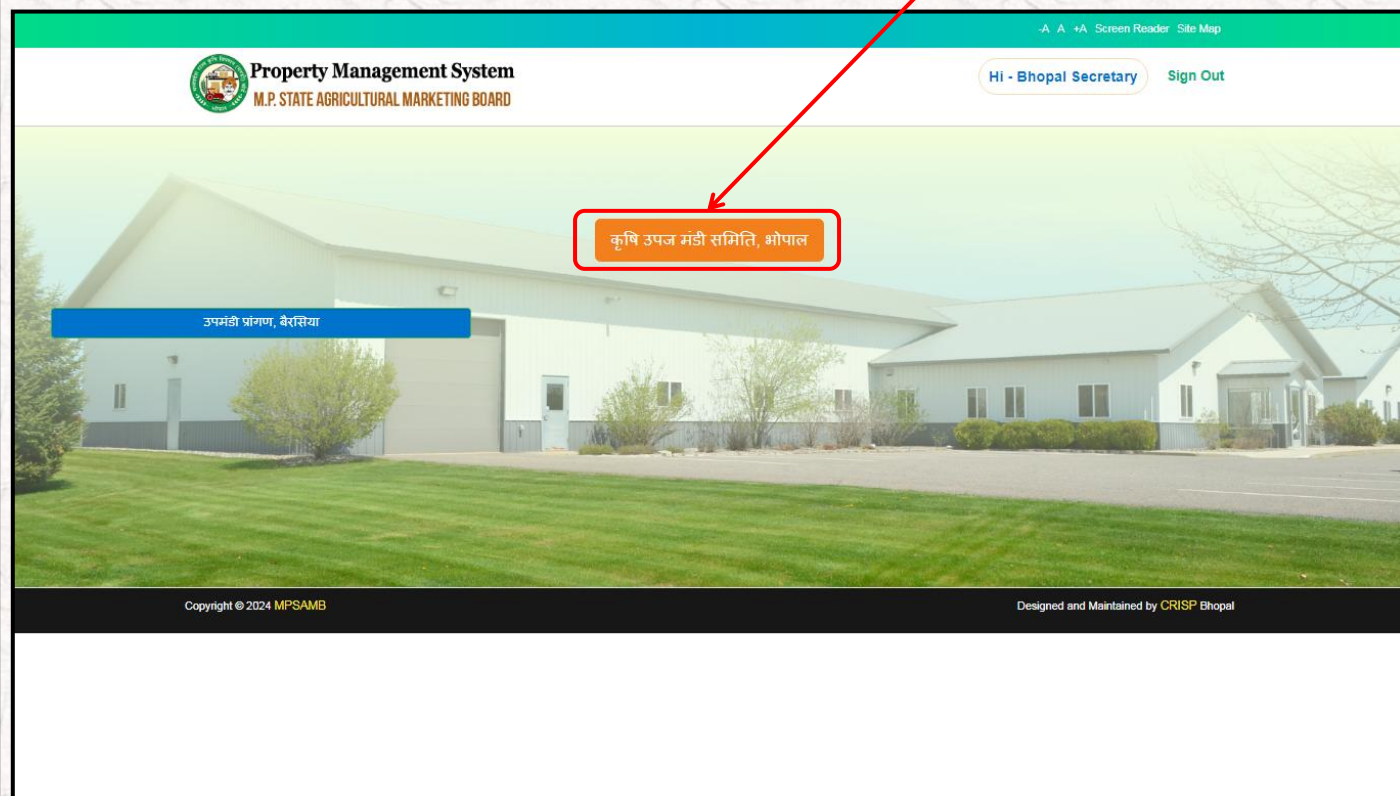 -A A +A Screen Reader Site Map
Property Management System
M.P. STATE AGRICULTURAL MARKETING BOARD
Hi - Bhopal Secretary Sign Out
कृषि उपज मंडी समिति, भोपाल
उपमंडी प्रांगण, बैरसिया
Copyright © 2024 MPSAMB
Designed and Maintained by CRISP Bhopal